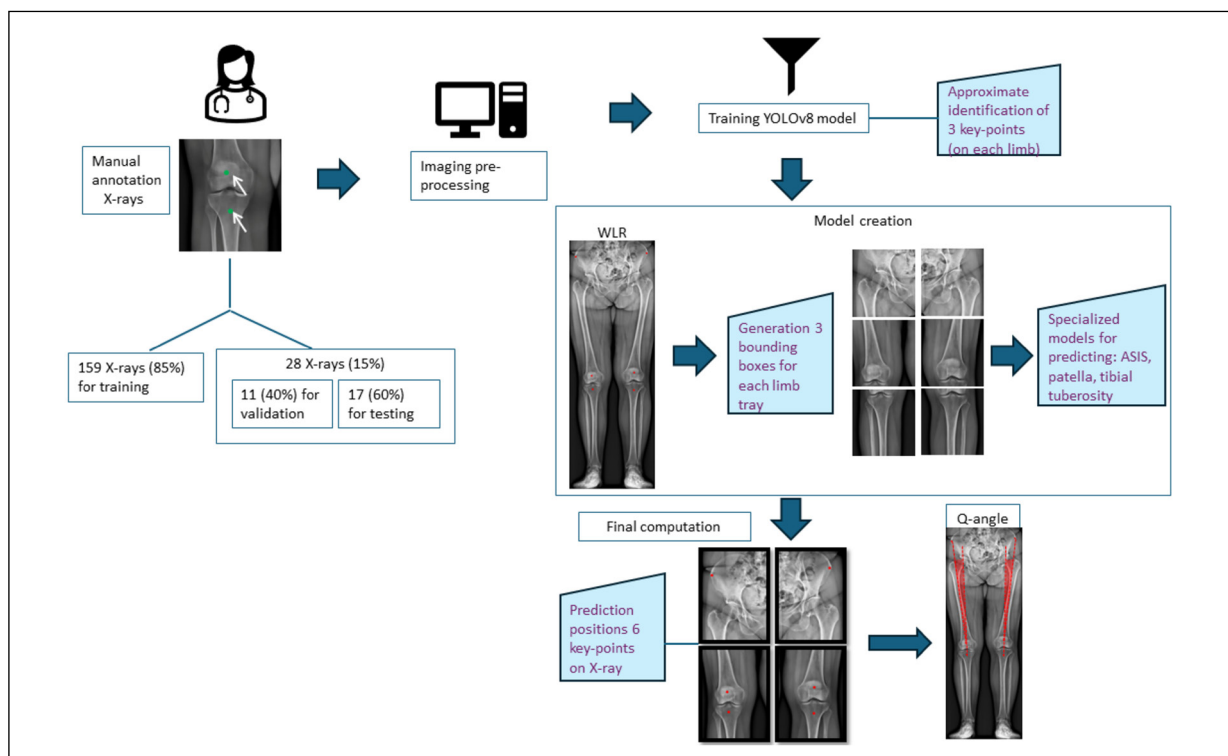 Manual
annotation
X-rays
Imaging pre-
processing
Training YOLOv8 model
Approximate
identification of
3 key-points
(on each limb)
159 X-rays (85%)
for training
28 X-rays (15%)
11 (40%) for
validation
17 (60%)
for testing
Model creation
WLR
Generation 3
bounding
boxes for
each limb
tray
Specialized
models for
predicting: ASIS,
patella, tibial
tuberosity
Final computation
Prediction
positions 6
key-points
on X-ray
Q-angle